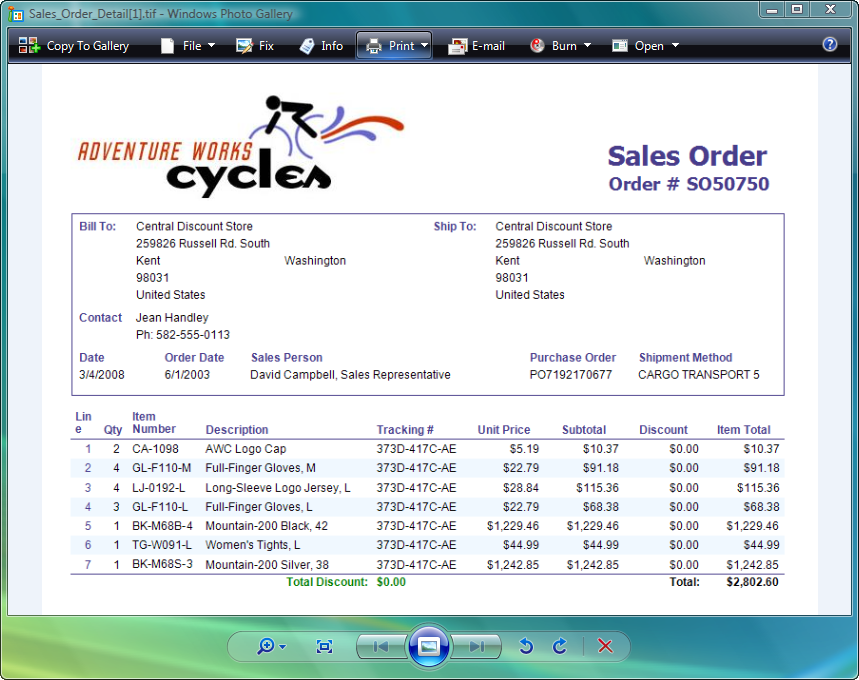 Sales_Order_Detail[1].tif - Windows Photo Gallery
Copy To Gallery File Fix Info Print E-mail Burn Open ?
ADVENTURE WORKS
cycles
Sales Order
Order # SO50750
Bill To: Central Discount Store Ship To: Central Discount Store
259826 Russell Rd. South 259826 Russell Rd. South
Kent Washington Kent Washington
98031 98031
United States United States
Contact Jean Handley
Ph: 582-555-0113
Date Order Date Sales Person Purchase Order Shipment Method
3/4/2008 6/1/2003 David Campbell, Sales Representative PO7192170677 CARGO TRANSPORT 5
Lin Item
e Qty Number Description Tracking # Unit Price Subtotal Discount Item Total
1 2 CA-1098 AWC Logo Cap 373D-417C-AE $5.19 $10.37 $0.00 $10.37
2 4 GL-F110-M Full-Finger Gloves, M 373D-417C-AE $22.79 $91.18 $0.00 $91.18
3 4 LJ-0192-L Long-Sleeve Logo Jersey, L 373D-417C-AE $28.84 $115.36 $0.00 $115.36
4 3 GL-F110-L Full-Finger Gloves, L 373D-417C-AE $22.79 $68.38 $0.00 $68.38
5 1 BK-M68B-4 Mountain-200 Black, 42 373D-417C-AE $1,229.46 $1,229.46 $0.00 $1,229.46
6 1 TG-W091-L Women's Tights, L 373D-417C-AE $44.99 $44.99 $0.00 $44.99
7 1 BK-M68S-3 Mountain-200 Silver, 38 373D-417C-AE $1,242.85 $1,242.85 $0.00 $1,242.85
Total Discount: $0.00 Total: $2,802.60